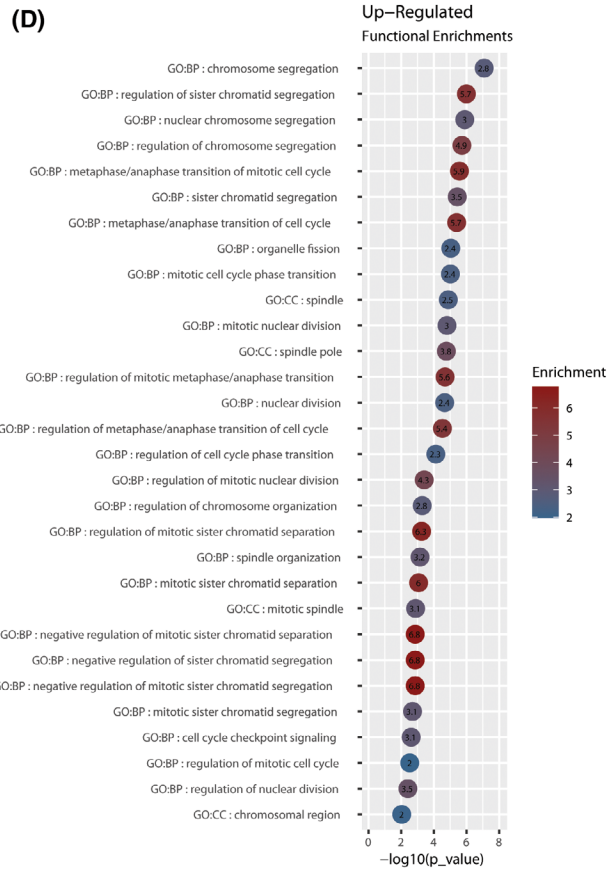 (D)
Up−Regulated
Functional Enrichments
GO:BP : chromosome segregation 2.8
GO:BP : regulation of sister chromatid segregation 5.7
GO:BP : nuclear chromosome segregation 3
GO:BP : regulation of chromosome segregation 4.9
GO:BP : metaphase/anaphase transition of mitotic cell cycle 5.9
GO:BP : sister chromatid segregation 3.5
GO:BP : metaphase/anaphase transition of cell cycle 5.7
GO:BP : organelle fission 2.4
GO:BP : mitotic cell cycle phase transition 2.4
GO:CC : spindle 2.5
GO:BP : mitotic nuclear division 3
GO:CC : spindle pole 3.8
GO:BP : regulation of mitotic metaphase/anaphase transition 5.6
GO:BP : nuclear division 2.4
GO:BP : regulation of metaphase/anaphase transition of cell cycle 5.4
GO:BP : regulation of cell cycle phase transition 2.3
GO:BP : regulation of mitotic nuclear division 4.3
GO:BP : regulation of chromosome organization 2.8
GO:BP : regulation of mitotic sister chromatid separation 6.3
GO:BP : spindle organization 3.2
GO:BP : mitotic sister chromatid separation 6
GO:CC : mitotic spindle 3.1
GO:BP : negative regulation of mitotic sister chromatid separation 6.8
GO:BP : negative regulation of sister chromatid segregation 6.8
GO:BP : negative regulation of mitotic sister chromatid segregation 6.8
GO:BP : mitotic sister chromatid segregation 3.1
GO:BP : cell cycle checkpoint signaling 3.1
GO:BP : regulation of mitotic cell cycle 2
GO:BP : regulation of nuclear division 3.5
GO:CC : chromosomal region 2
0 2 4 6 8
−log10(p_value)
Enrichment
6
5
4
3
2